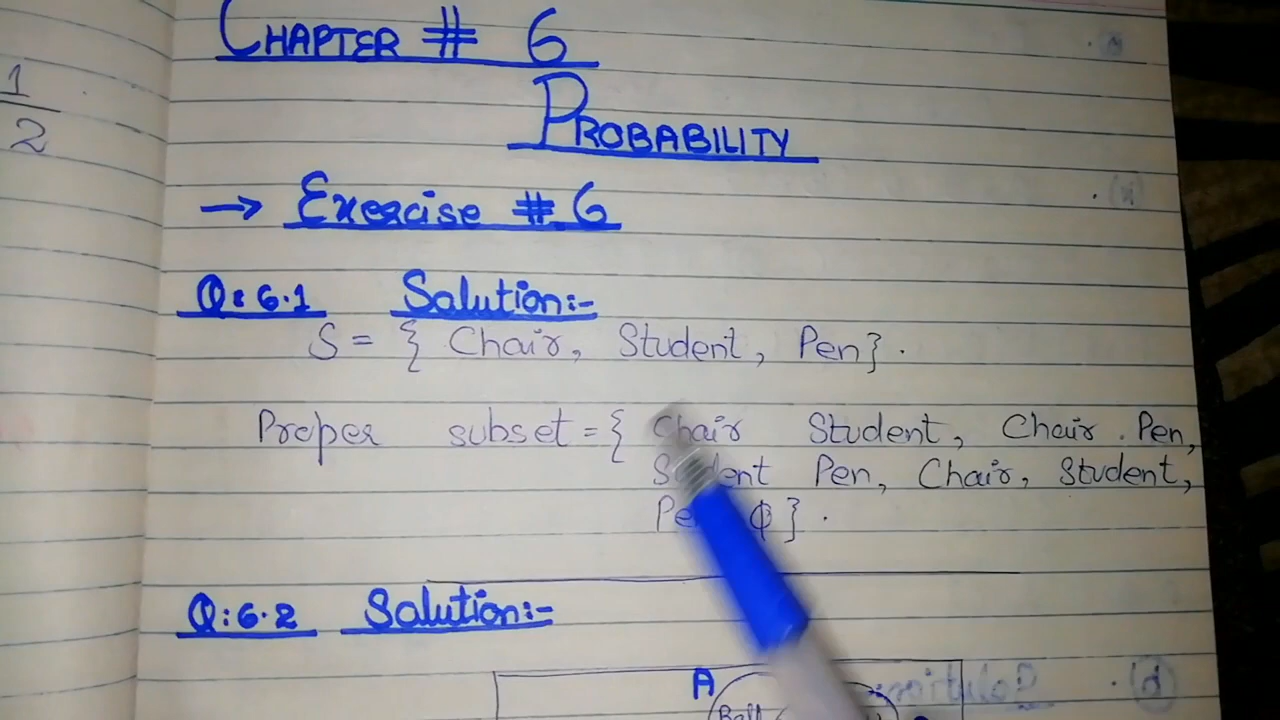 CHAPTER # 6
1
2
PROBABILITY
→ Exercise # 6
Q: 6.1 Solution:-
S = { Chair, Student, Pen} .
Proper subset = { Chair Student, Chair Pen,
Student Pen, Chair, Student,
φ } .
Q: 6.2 Solution:-
A
Ball